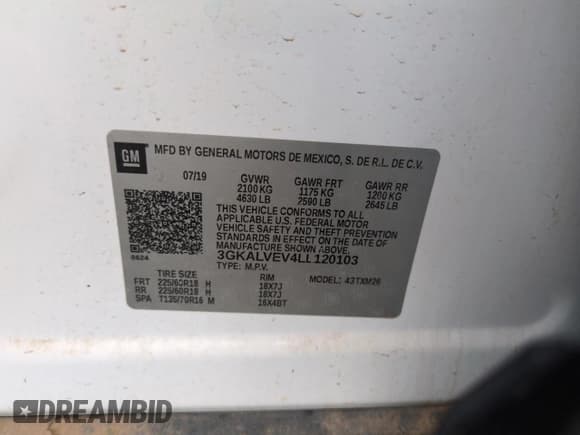 GM MFD BY GENERAL MOTORS DE MEXICO, S. DE R.L. DE C.V.
07/19 GVWR GAWR FRT GAWR RR
2100 KG 1175 KG 1200 KG
4630 LB 2590 LB 2645 LB
THIS VEHICLE CONFORMS TO ALL
APPLICABLE U.S. FEDERAL MOTOR
VEHICLE SAFETY AND THEFT PREVENTION
STANDARDS IN EFFECT ON THE DATE OF
MANUFACTURE SHOWN ABOVE.
3GKALVEV4LL120103
0624 TYPE: M.P.V.
TIRE SIZE RIM MODEL: 43TXM26
FRT 225/60R18 H 18X7J
RR 225/60R18 H 18X7J
SPA T135/70R16 M 16X4BT
DREAMBID